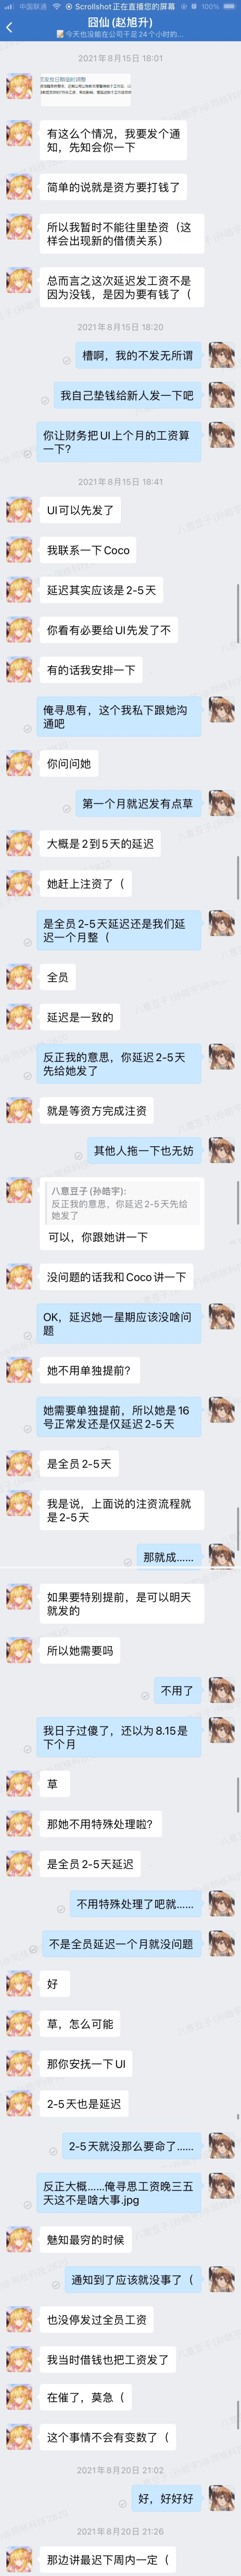 中国联通
Scrollshot正在直播您的屏幕
100%
囧仙 (赵旭升)
今天也没能在公司干足24个小时的...
2021年8月15日 18:01
有这么个情况，我要发个通
知，先知会你一下
简单的说就是资方要打钱了
所以我暂时不能往里垫资（这
样会出现新的借债关系）
总而言之这次延迟发工资不是
因为没钱，是因为要有钱了（
2021年8月15日 18:20
槽啊，我的不发无所谓
我自己垫钱给新人发一下吧
你让财务把UI上个月的工资算
一下？
2021年8月15日 18:41
UI可以先发了
我联系一下Coco
延迟其实应该是2-5天
你看有必要给UI先发了不
有的话我安排一下
俺寻思有，这个我私下跟她沟
通吧
你问问她
第一个月就迟发有点草
大概是2到5天的延迟
她赶上注资了（
是全员2-5天延迟还是我们延
迟一个月整（
全员
延迟是一致的
反正我的意思，你延迟2-5天
先给她发了
就是等资方完成注资
其他人拖一下也无妨
八意豆子 (孙皓宇):
反正我的意思，你延迟2-5天先给
她发了
可以，你跟她讲一下
没问题的话我和Coco讲一下
OK，延迟她一星期应该没啥问
题
她不用单独提前？
她需要单独提前，所以她是16
号正常发还是仅延迟2-5天
是全员2-5天
我是说，上面说的注资流程就
是2-5天
那就成......
如果要特别提前，是可以明天
就发的
所以她需要吗
不用了
我日子过傻了，还以为8.15是
下个月
草
那她不用特殊处理啦？
是全员2-5天延迟
不用特殊处理了吧就......
不是全员延迟一个月就没问题
好
草，怎么可能
那你安抚一下UI
2-5天也是延迟
2-5天就没那么要命了......
反正大概......俺寻思工资晚三五
天这不是啥大事.jpg
魅知最穷的时候
通知到了应该就没事了（
也没停发过全员工资
我当时借钱也把工资发了
在催了，莫急（
这个事情不会有变数了（
2021年8月20日 21:02
好，好好好
2021年8月20日 21:26
那边讲最迟下周内一定（